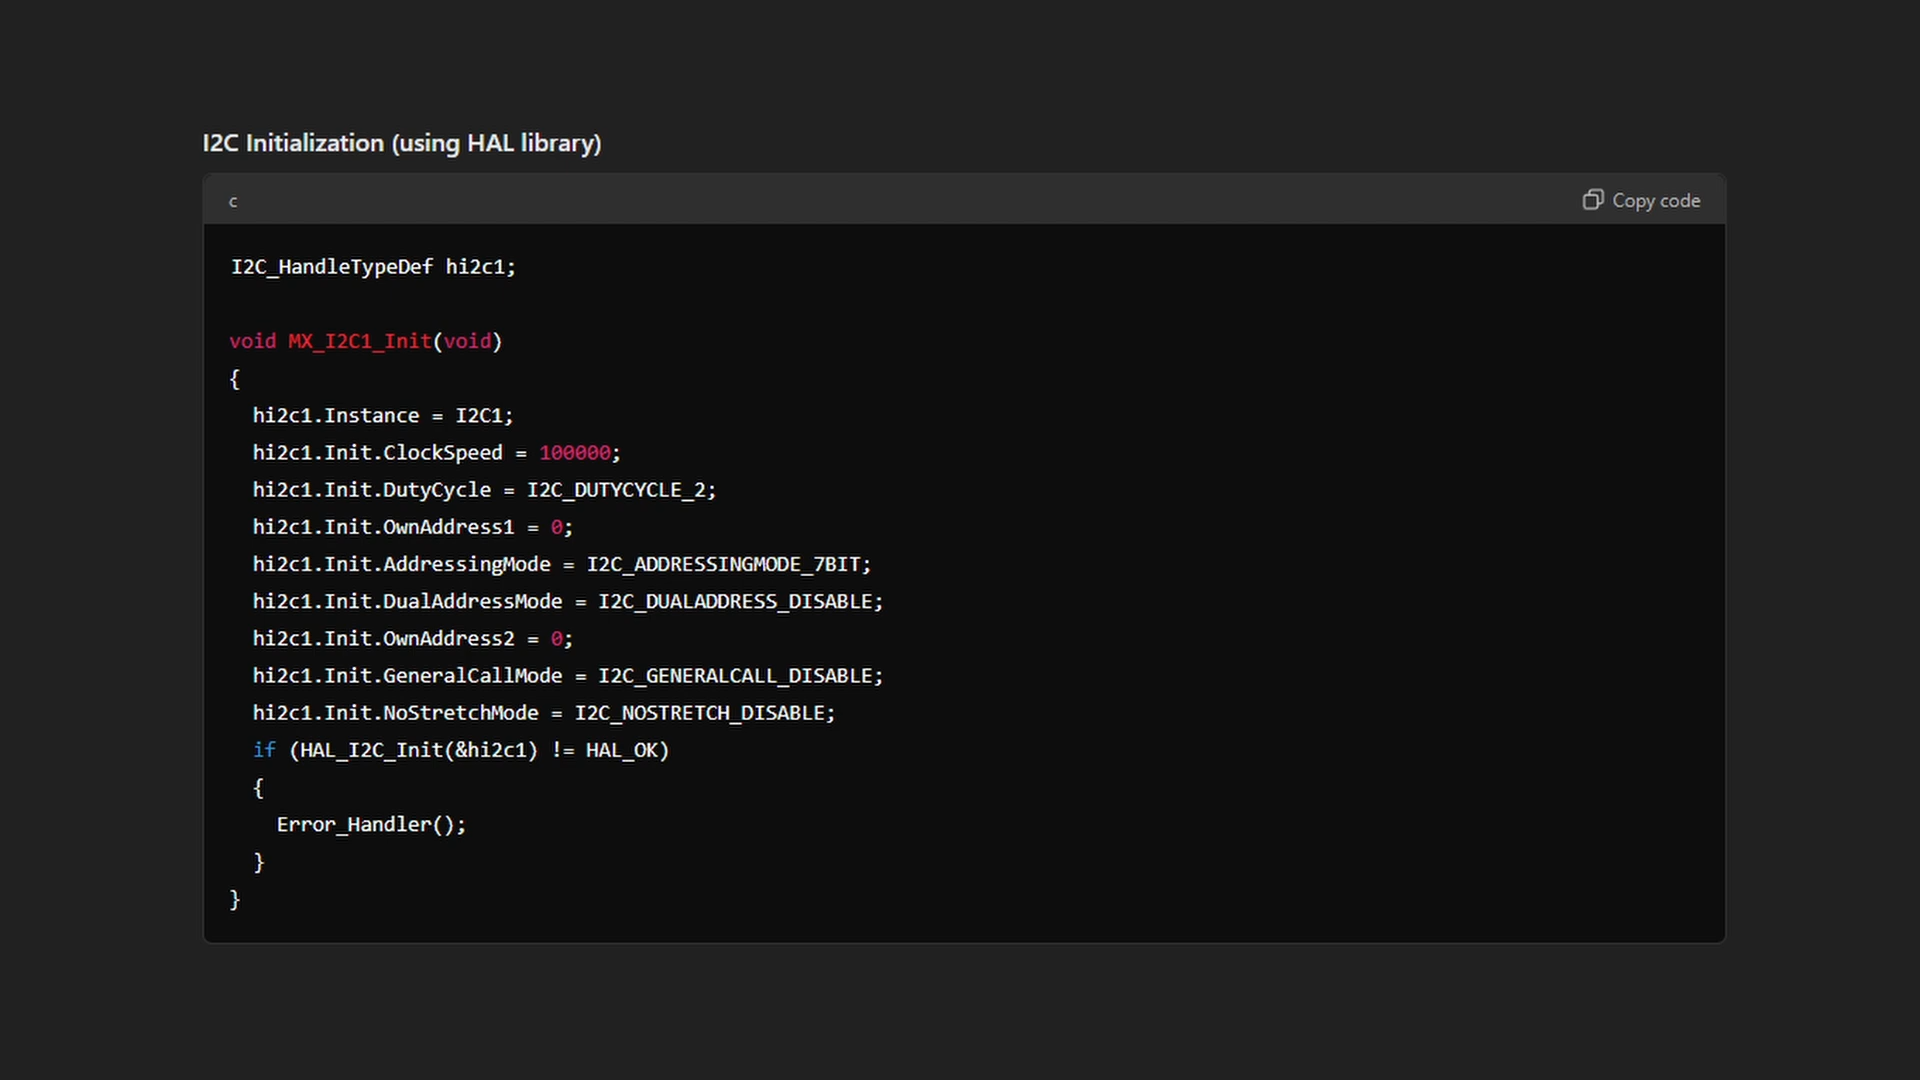 I2C Initialization (using HAL library)
c
Copy code
I2C_HandleTypeDef hi2c1;
void MX_I2C1_Init(void)
{
  hi2c1.Instance = I2C1;
  hi2c1.Init.ClockSpeed = 100000;
  hi2c1.Init.DutyCycle = I2C_DUTYCYCLE_2;
  hi2c1.Init.OwnAddress1 = 0;
  hi2c1.Init.AddressingMode = I2C_ADDRESSINGMODE_7BIT;
  hi2c1.Init.DualAddressMode = I2C_DUALADDRESS_DISABLE;
  hi2c1.Init.OwnAddress2 = 0;
  hi2c1.Init.GeneralCallMode = I2C_GENERALCALL_DISABLE;
  hi2c1.Init.NoStretchMode = I2C_NOSTRETCH_DISABLE;
  if (HAL_I2C_Init(&hi2c1) != HAL_OK)
  {
    Error_Handler();
  }
}